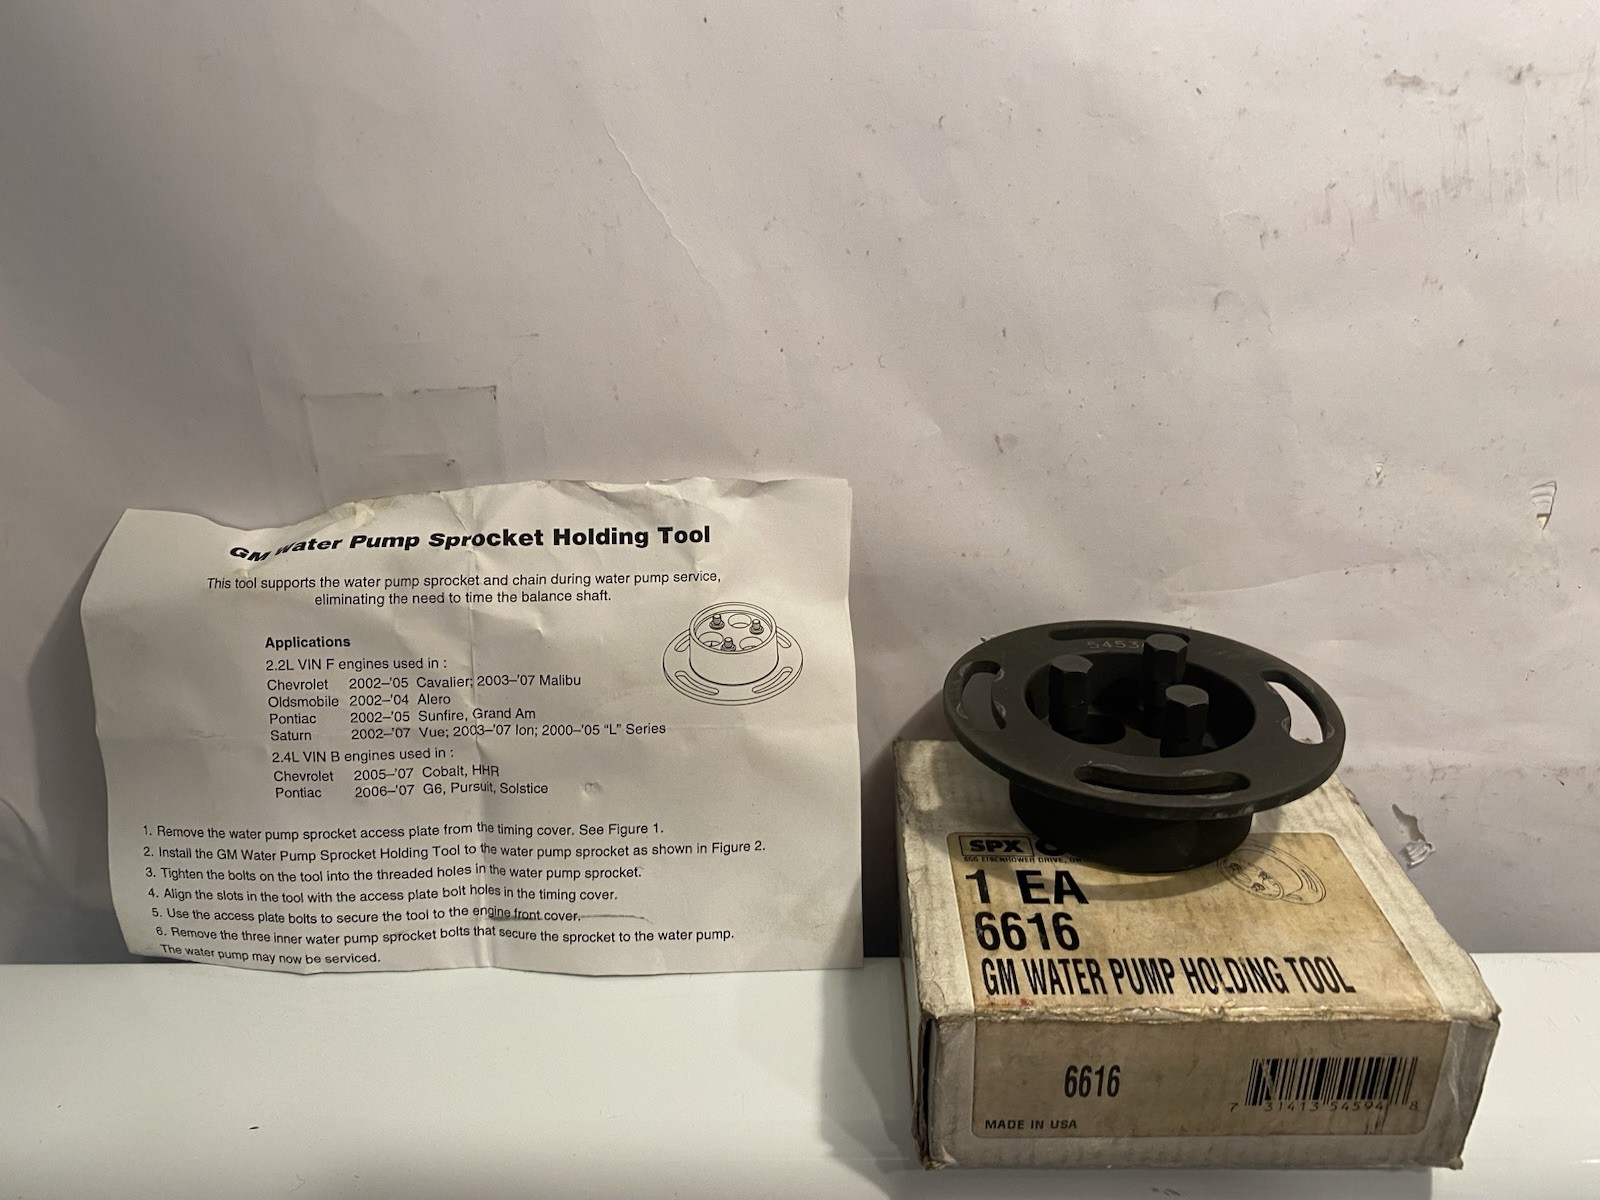 GM Water Pump Sprocket Holding Tool
This tool supports the water pump sprocket and chain during water pump service,
eliminating the need to time the balance shaft.
Applications
2.2L VIN F engines used in :
Chevrolet 2002–'05 Cavalier; 2003–'07 Malibu
Oldsmobile 2002–'04 Alero
Pontiac 2002–'05 Sunfire, Grand Am
Saturn 2002–'07 Vue; 2003–'07 Ion; 2000–'05 “L” Series
2.4L VIN B engines used in :
Chevrolet 2005–'07 Cobalt, HHR
Pontiac 2006–'07 G6, Pursuit, Solstice
1. Remove the water pump sprocket access plate from the timing cover. See Figure 1.
2. Install the GM Water Pump Sprocket Holding Tool to the water pump sprocket as shown in Figure 2.
3. Tighten the bolts on the tool into the threaded holes in the water pump sprocket.
4. Align the slots in the tool with the access plate bolt holes in the timing cover.
5. Use the access plate bolts to secure the tool to the engine front cover.
6. Remove the three inner water pump sprocket bolts that secure the sprocket to the water pump.
The water pump may now be serviced.
5453
SPX
655 EISENHOWER DRIVE,
1 EA
6616
GM WATER PUMP HOLDING TOOL
6616
7 31413 54594 8
MADE IN USA